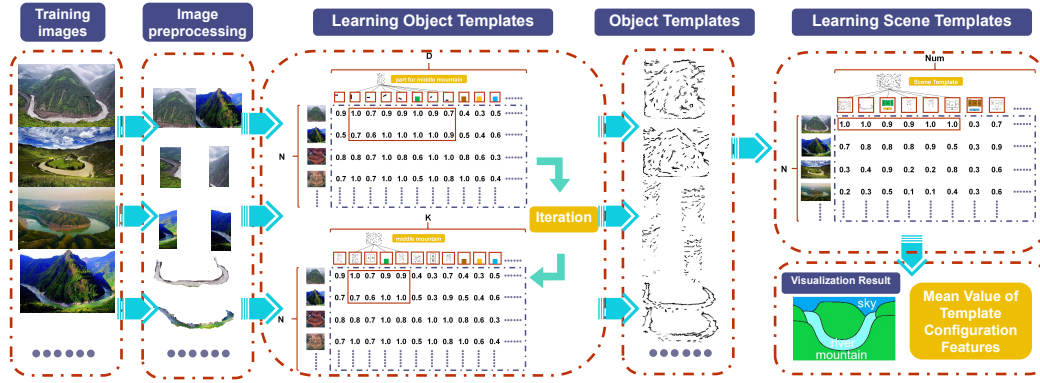 Training
images
Image
preprocessing
Learning Object Templates
Object Templates
Learning Scene Templates
D
part for middle mountain
0.9 1.0 0.7 0.9 1.0 1.0 0.9 0.7 0.4 0.3 0.5
0.5 0.7 0.6 1.0 1.0 1.0 1.0 0.9 0.5 0.4 0.6
N
0.8 0.8 0.7 1.0 0.8 0.6 1.0 1.0 0.8 0.6 0.3
0.7 1.0 0.7 1.0 0.8 1.0 0.6 0.8 1.0 0.6 0.4
Iteration
K
middle mountain
0.9 1.0 0.7 0.9 1.0 0.4 0.3 0.7 0.4 0.3 0.5
0.7 0.7 0.6 1.0 1.0 0.5 0.3 0.9 0.5 0.4 0.6
N
0.8 0.8 0.7 1.0 0.8 0.6 1.0 1.0 0.8 0.6 0.3
0.7 1.0 0.7 1.0 0.8 1.0 0.6 0.8 1.0 0.6 0.4
Num
Scene Template
1.0 1.0 0.9 0.9 1.0 1.0 0.3 0.7
0.7 0.8 0.8 0.9 0.8 0.5 0.3 0.9
N
0.3 0.4 0.9 0.2 0.2 0.8 0.3 0.6
0.2 0.3 0.5 0.1 0.1 0.4 0.3 0.6
Visualization Result
sky
river
mountain
Mean Value of
Template
Configuration
Features